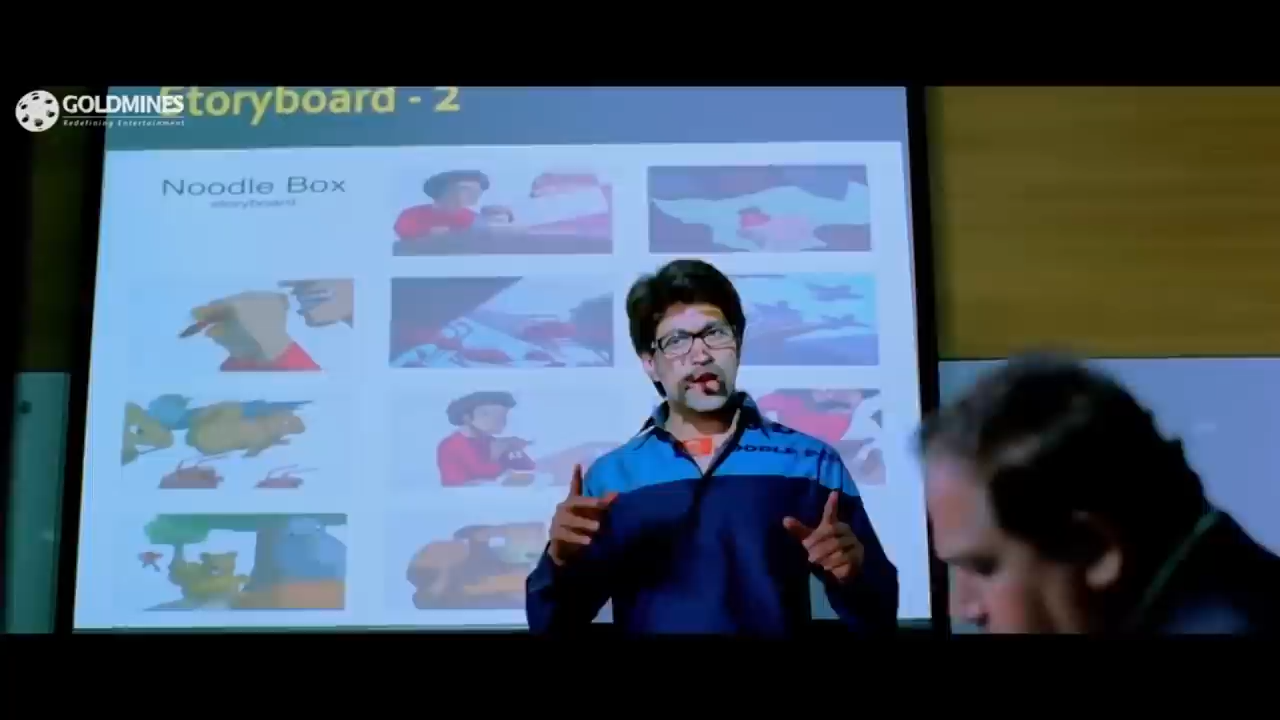 GOLDMINES
Redefining Entertainment
Storyboard - 2
Noodle Box
storyboard